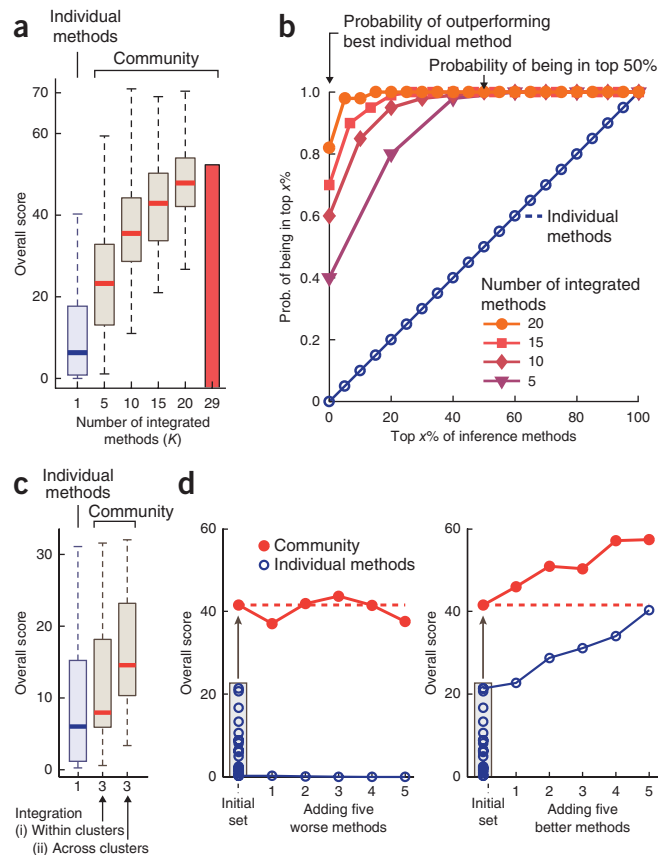 a
Individual
methods
Community
Overall score
70
60
40
20
0
1 5 10 15 20 29
Number of integrated
methods (K)
b
Probability of outperforming
best individual method
Probability of being in top 50%
Prob. of being in top x%
1.0
0.8
0.6
0.4
0.2
0
Individual
methods
Number of integrated
methods
20
15
10
5
0 20 40 60 80 100
Top x% of inference methods
c
Individual
methods
Community
Overall score
30
20
10
0
1 3 3
Integration
(i) Within clusters
(ii) Across clusters
d
Overall score
60
40
20
0
Community
Individual methods
Initial
set
1 2 3 4 5
Adding five
worse methods
Overall score
60
40
20
0
Initial
set
1 2 3 4 5
Adding five
better methods